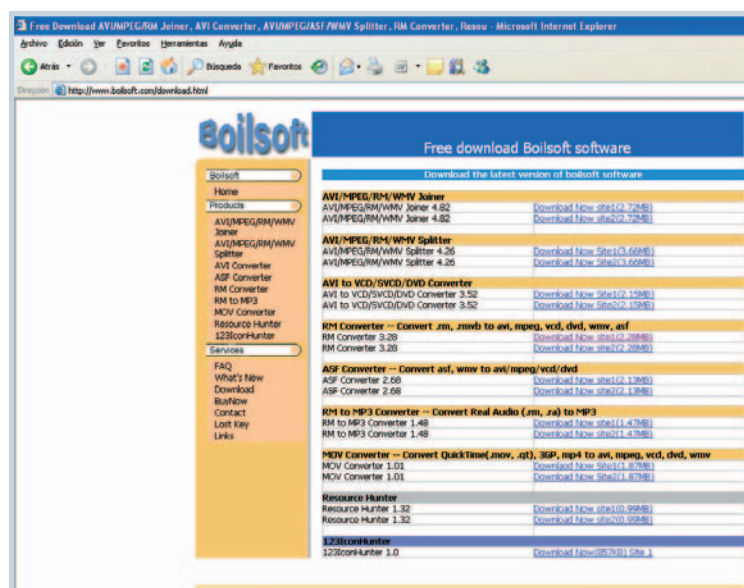 Free Download AVI/MPEG/RM Joiner, AVI Converter, AVI/MPEG/ASF/WMV Splitter, RM Converter, Resou - Microsoft Internet Explorer
Archivo Edición Ver Favoritos Herramientas Ayuda
Atrás Búsqueda Favoritos
Dirección http://www.boilsoft.com/download.html
Boilsoft
Free download Boilsoft software
Download the latest version of boilsoft software
Boilsoft
Home
Products
AVI/MPEG/RM/WMV
Joiner
AVI/MPEG/RM/WMV
Splitter
AVI Converter
ASF Converter
RM Converter
RM to MP3
MOV Converter
Resource Hunter
123IconHunter
Services
FAQ
What's New
Download
BuyNow
Contact
Lost Key
Links
AVI/MPEG/RM/WMV Joiner
AVI/MPEG/RM/WMV Joiner 4.82 Download Now site1(2.72MB)
AVI/MPEG/RM/WMV Joiner 4.82 Download Now site2(2.72MB)
AVI/MPEG/RM/WMV Splitter
AVI/MPEG/RM/WMV Splitter 4.26 Download Now Site1(3.66MB)
AVI/MPEG/RM/WMV Splitter 4.26 Download Now Site2(3.66MB)
AVI to VCD/SVCD/DVD Converter
AVI to VCD/SVCD/DVD Converter 3.52 Download Now Site1(2.15MB)
AVI to VCD/SVCD/DVD Converter 3.52 Download Now Site2(2.15MB)
RM Converter -- Convert .rm, .rmvb to avi, mpeg, vcd, dvd, wmv, asf
RM Converter 3.28 Download Now site1(2.28MB)
RM Converter 3.28 Download Now site2(2.28MB)
ASF Converter -- Convert asf, wmv to avi/mpeg/vcd/dvd
ASF Converter 2.68 Download Now site1(2.13MB)
ASF Converter 2.68 Download Now site2(2.13MB)
RM to MP3 Converter -- Convert Real Audio (.rm, .ra) to MP3
RM to MP3 Converter 1.48 Download Now site1(1.47MB)
RM to MP3 Converter 1.48 Download Now site2(1.47MB)
MOV Converter -- Convert QuickTime(.mov, .qt), 3GP, mp4 to avi, mpeg, vcd, dvd, wmv
MOV Converter 1.01 Download Now Site1(1.87MB)
MOV Converter 1.01 Download Now Site2(1.87MB)
Resource Hunter
Resource Hunter 1.32 Download Now site1(0.99MB)
Resource Hunter 1.32 Download Now site2(0.99MB)
123IconHunter
123IconHunter 1.0 Download Now(857KB) Site 1